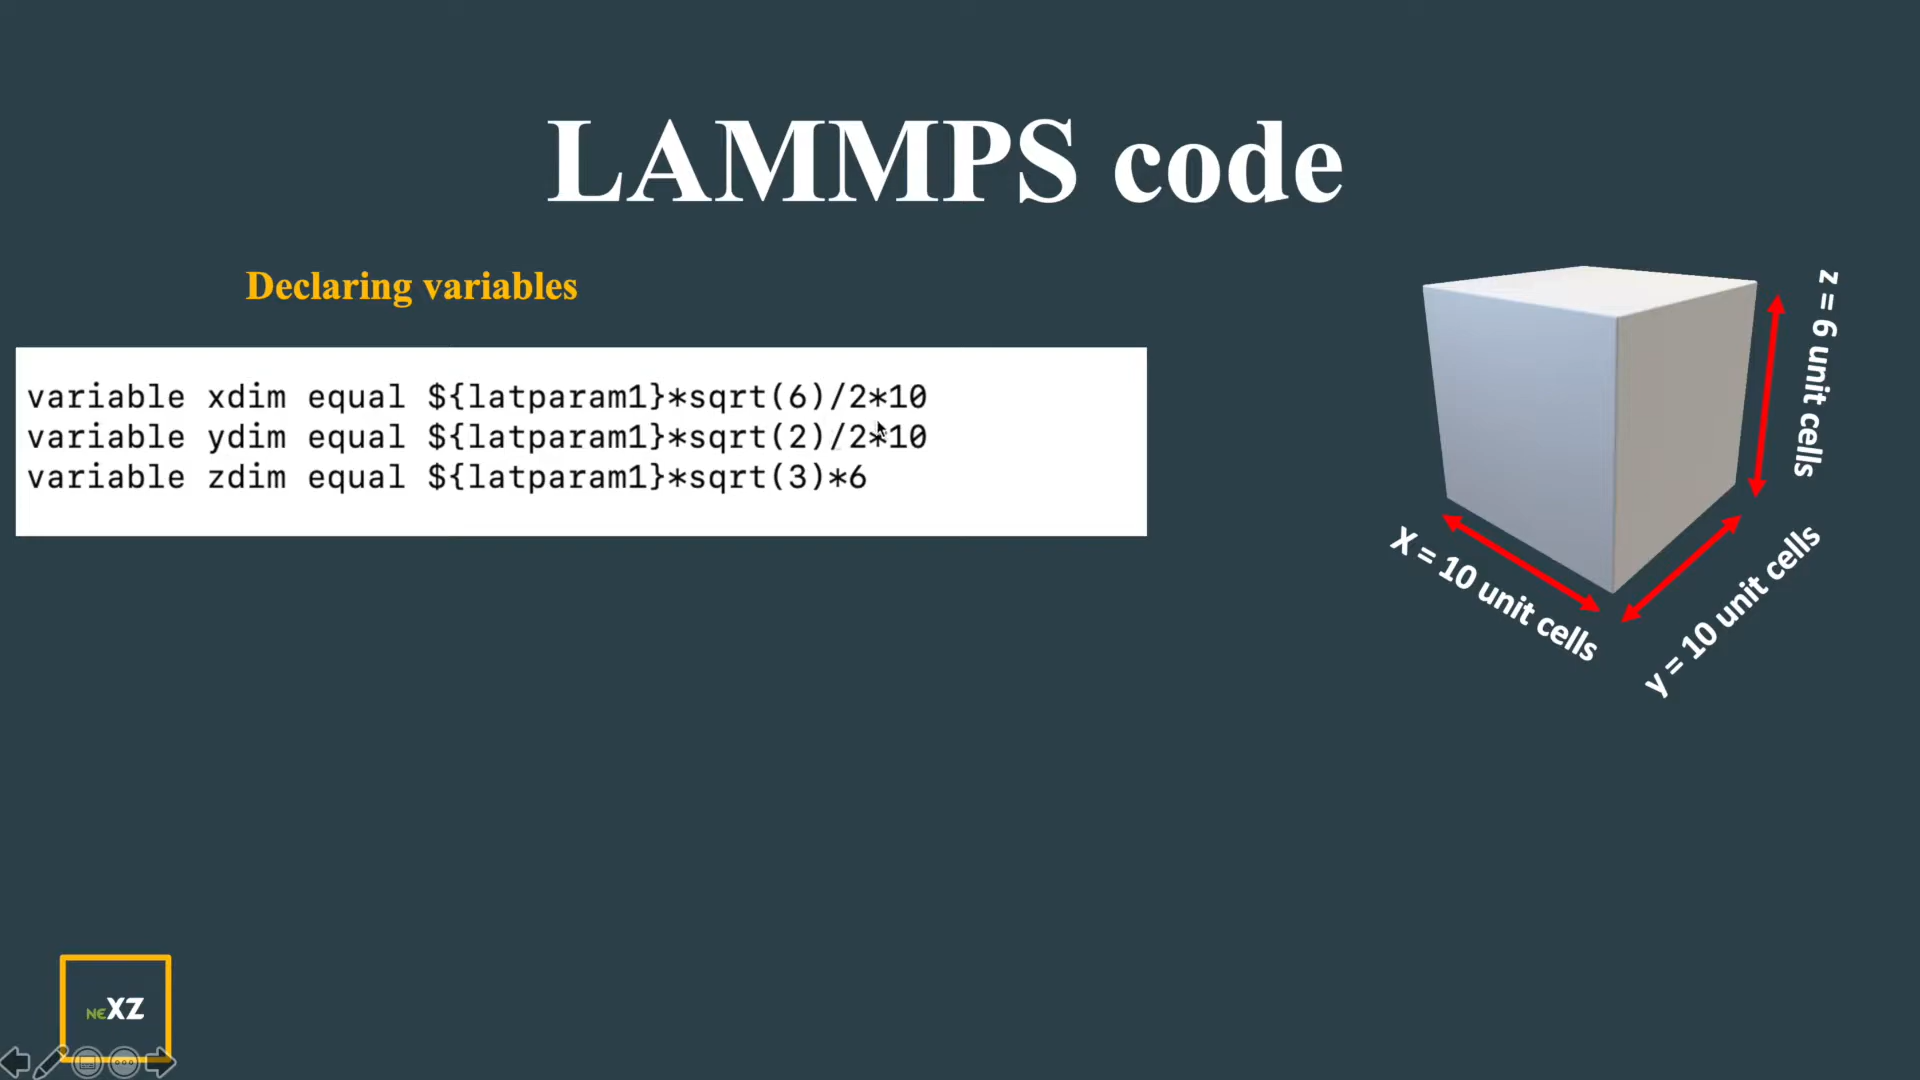 LAMMPS code
Declaring variables
variable xdim equal ${latparam1}*sqrt(6)/2*10
variable ydim equal ${latparam1}*sqrt(2)/2*10
variable zdim equal ${latparam1}*sqrt(3)*6
z = 6 unit cells
X = 10 unit cells
y = 10 unit cells
NEXZ